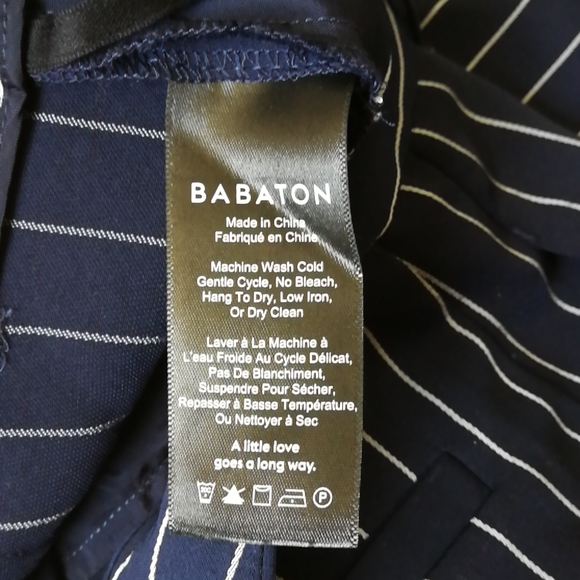 BABATON
Made in China
Fabriqué en Chine
Machine Wash Cold
Gentle Cycle, No Bleach,
Hang To Dry, Low Iron,
Or Dry Clean
Laver à La Machine à
L'eau Froide Au Cycle Délicat,
Pas De Blanchiment,
Suspendre Pour Sécher,
Repasser à Basse Température,
Ou Nettoyer à Sec
A little love
goes a long way.
P